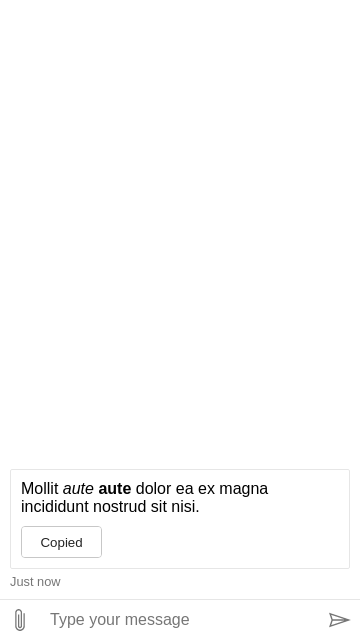 Mollit aute aute dolor ea ex magna
incididunt nostrud sit nisi.
Copied
Just now
Type your message